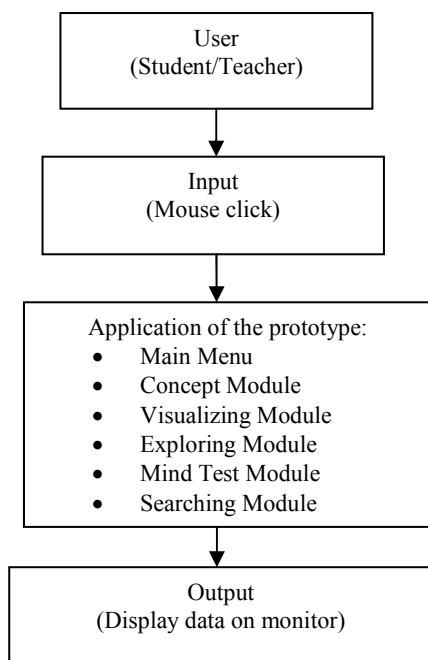 User
(Student/Teacher)
Input
(Mouse click)
Application of the prototype:
• Main Menu
• Concept Module
• Visualizing Module
• Exploring Module
• Mind Test Module
• Searching Module
Output
(Display data on monitor)